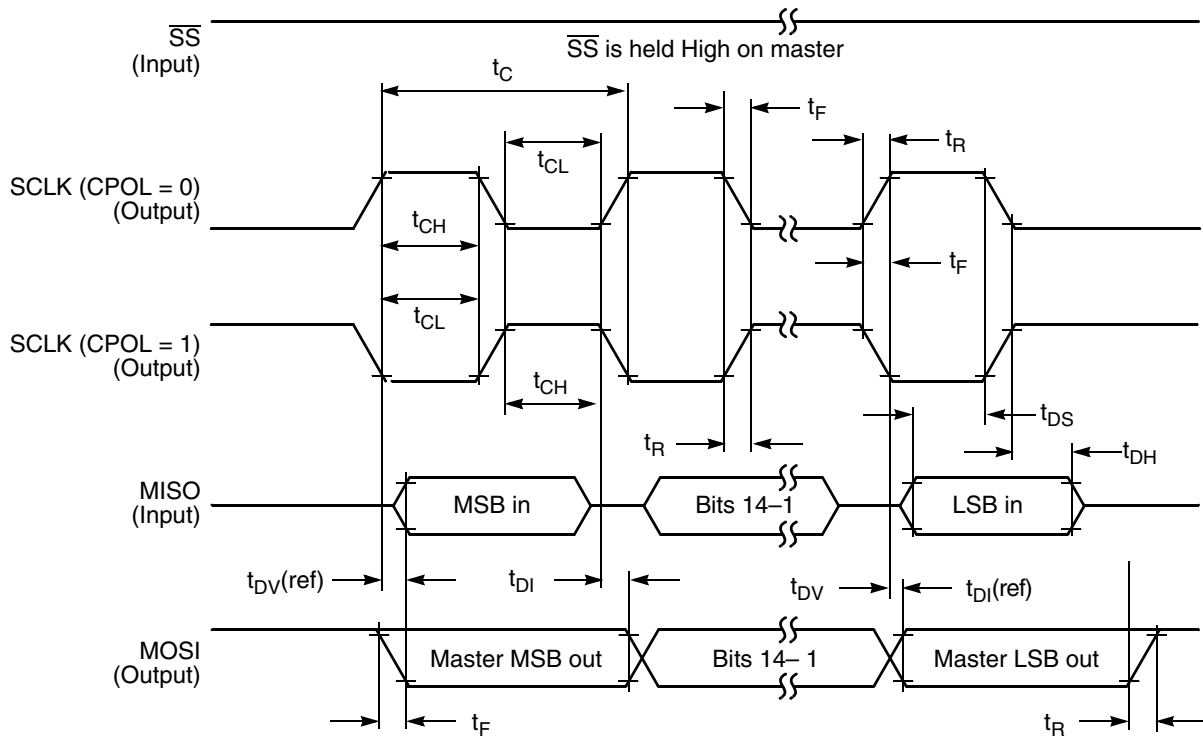 SS
(Input)
SS is held High on master
tC
tF
tR
tCL
SCLK (CPOL = 0)
(Output)
tCH
tF
tCL
SCLK (CPOL = 1)
(Output)
tCH
tDS
tR
tDH
MISO
(Input)
MSB in
Bits 14–1
LSB in
tDV(ref)
tDI
tDV
tDI(ref)
MOSI
(Output)
Master MSB out
Bits 14– 1
Master LSB out
tF
tR